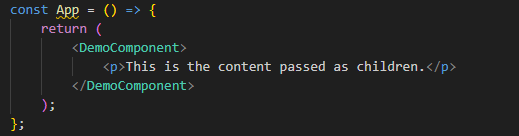 const App = () => {
    return (
        <DemoComponent>
            <p>This is the content passed as children.</p>
        </DemoComponent>
    );
};